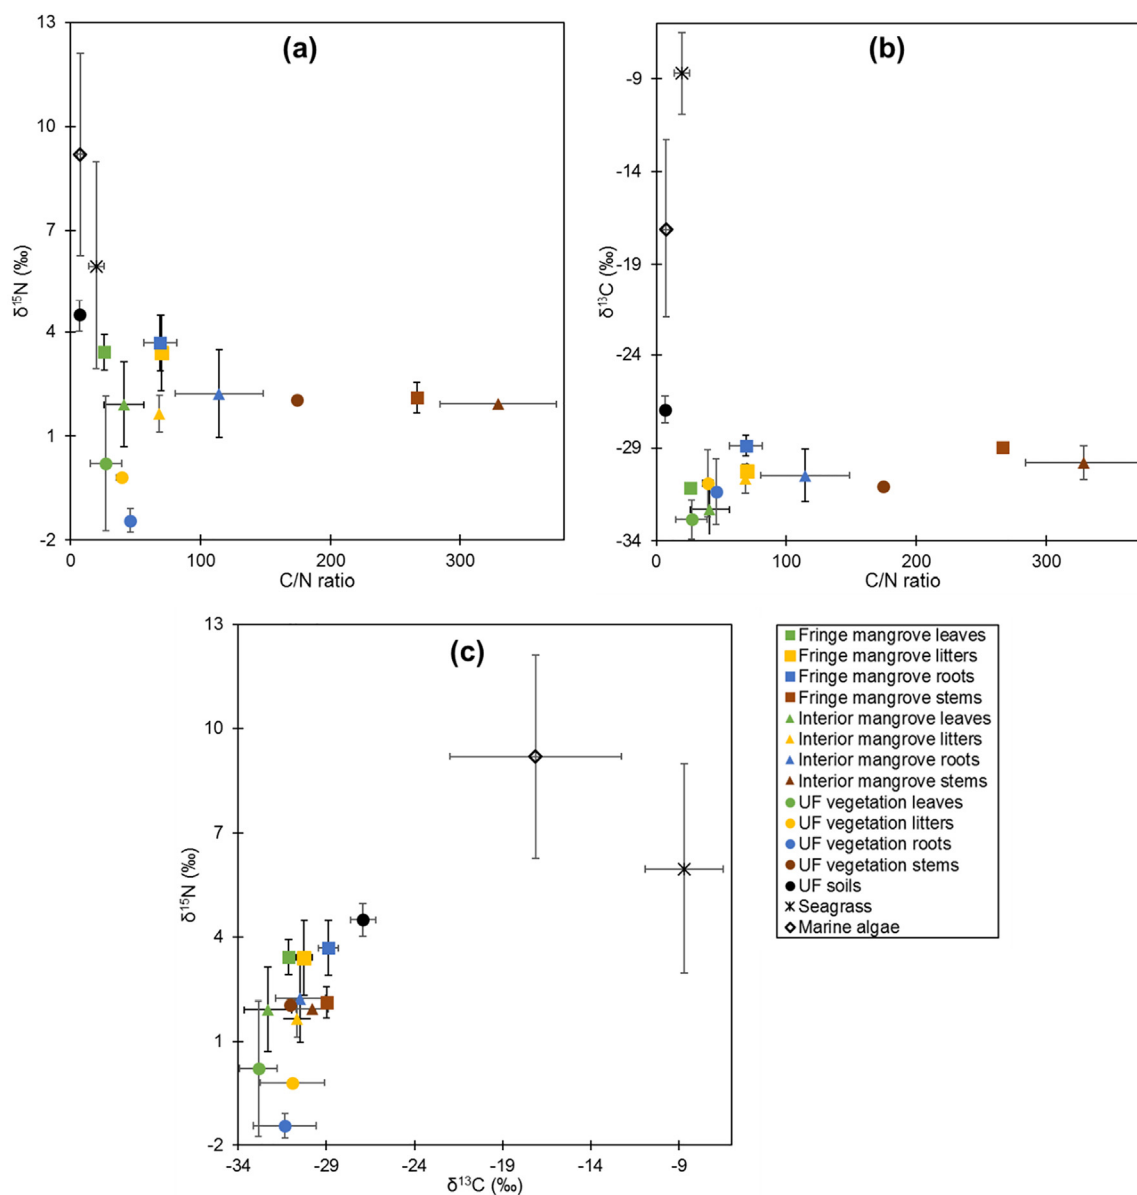 (a)
13
10
7
4
1
-2
δ¹⁵N (‰)
0
100
200
300
C/N ratio
(b)
-9
-14
-19
-24
-29
-34
δ¹³C (‰)
0
100
200
300
C/N ratio
(c)
13
10
7
4
1
-2
δ¹⁵N (‰)
-34
-29
-24
-19
-14
-9
δ¹³C (‰)
Fringe mangrove leaves
Fringe mangrove litters
Fringe mangrove roots
Fringe mangrove stems
Interior mangrove leaves
Interior mangrove litters
Interior mangrove roots
Interior mangrove stems
UF vegetation leaves
UF vegetation litters
UF vegetation roots
UF vegetation stems
UF soils
Seagrass
Marine algae